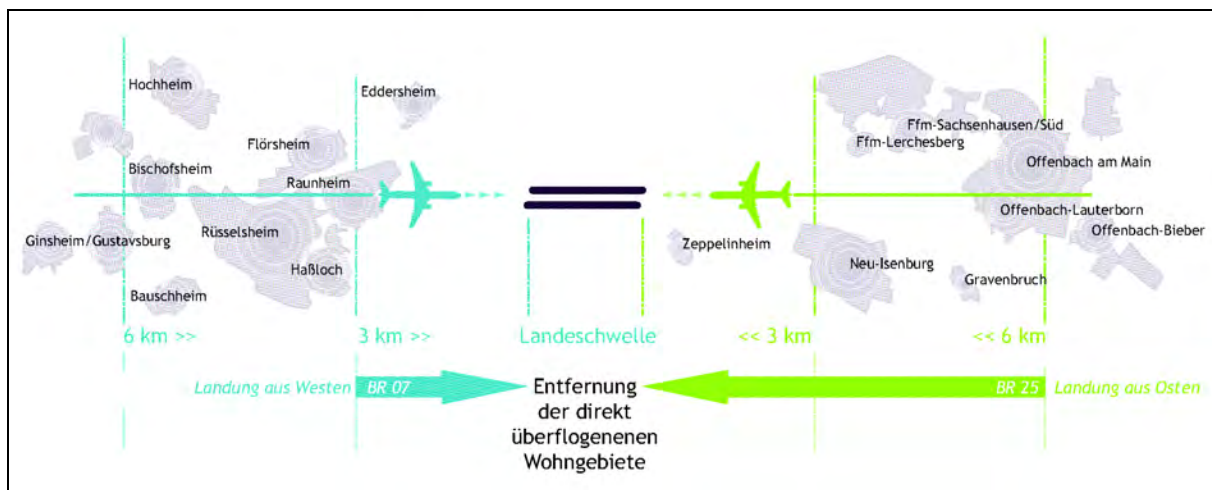 Hochheim
Eddersheim
Flörsheim
Bischofsheim
Raunheim
Ginsheim/Gustavsburg
Rüsselsheim
Haßloch
Bauschheim
Ffm-Sachsenhausen/Süd
Ffm-Lerchesberg
Offenbach am Main
Offenbach-Lauterborn
Offenbach-Bieber
Zeppelinheim
Neu-Isenburg
Gravenbruch
6 km >>
3 km >>
Landeschwelle
<< 3 km
<< 6 km
Landung aus Westen
BR 07
BR 25
Landung aus Osten
Entfernung
der direkt
überflogenenen
Wohngebiete